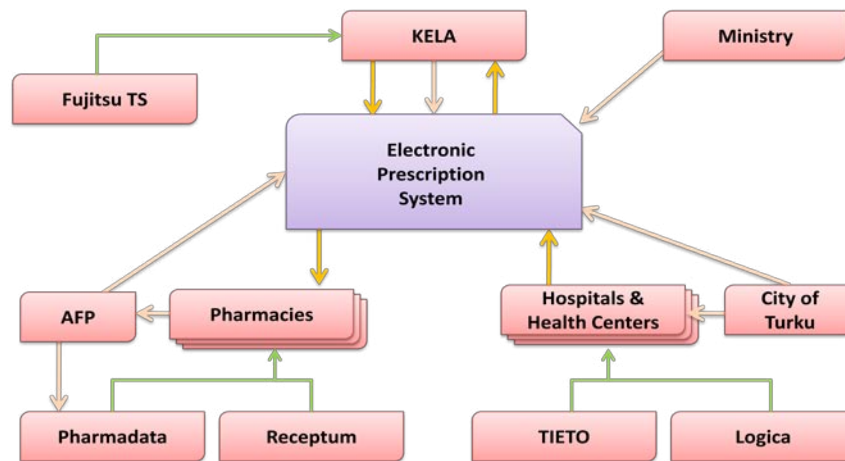 KELA
Ministry
Fujitsu TS
Electronic
Prescription
System
AFP
Pharmacies
Hospitals &
Health Centers
City of
Turku
Pharmadata
Receptum
TIETO
Logica